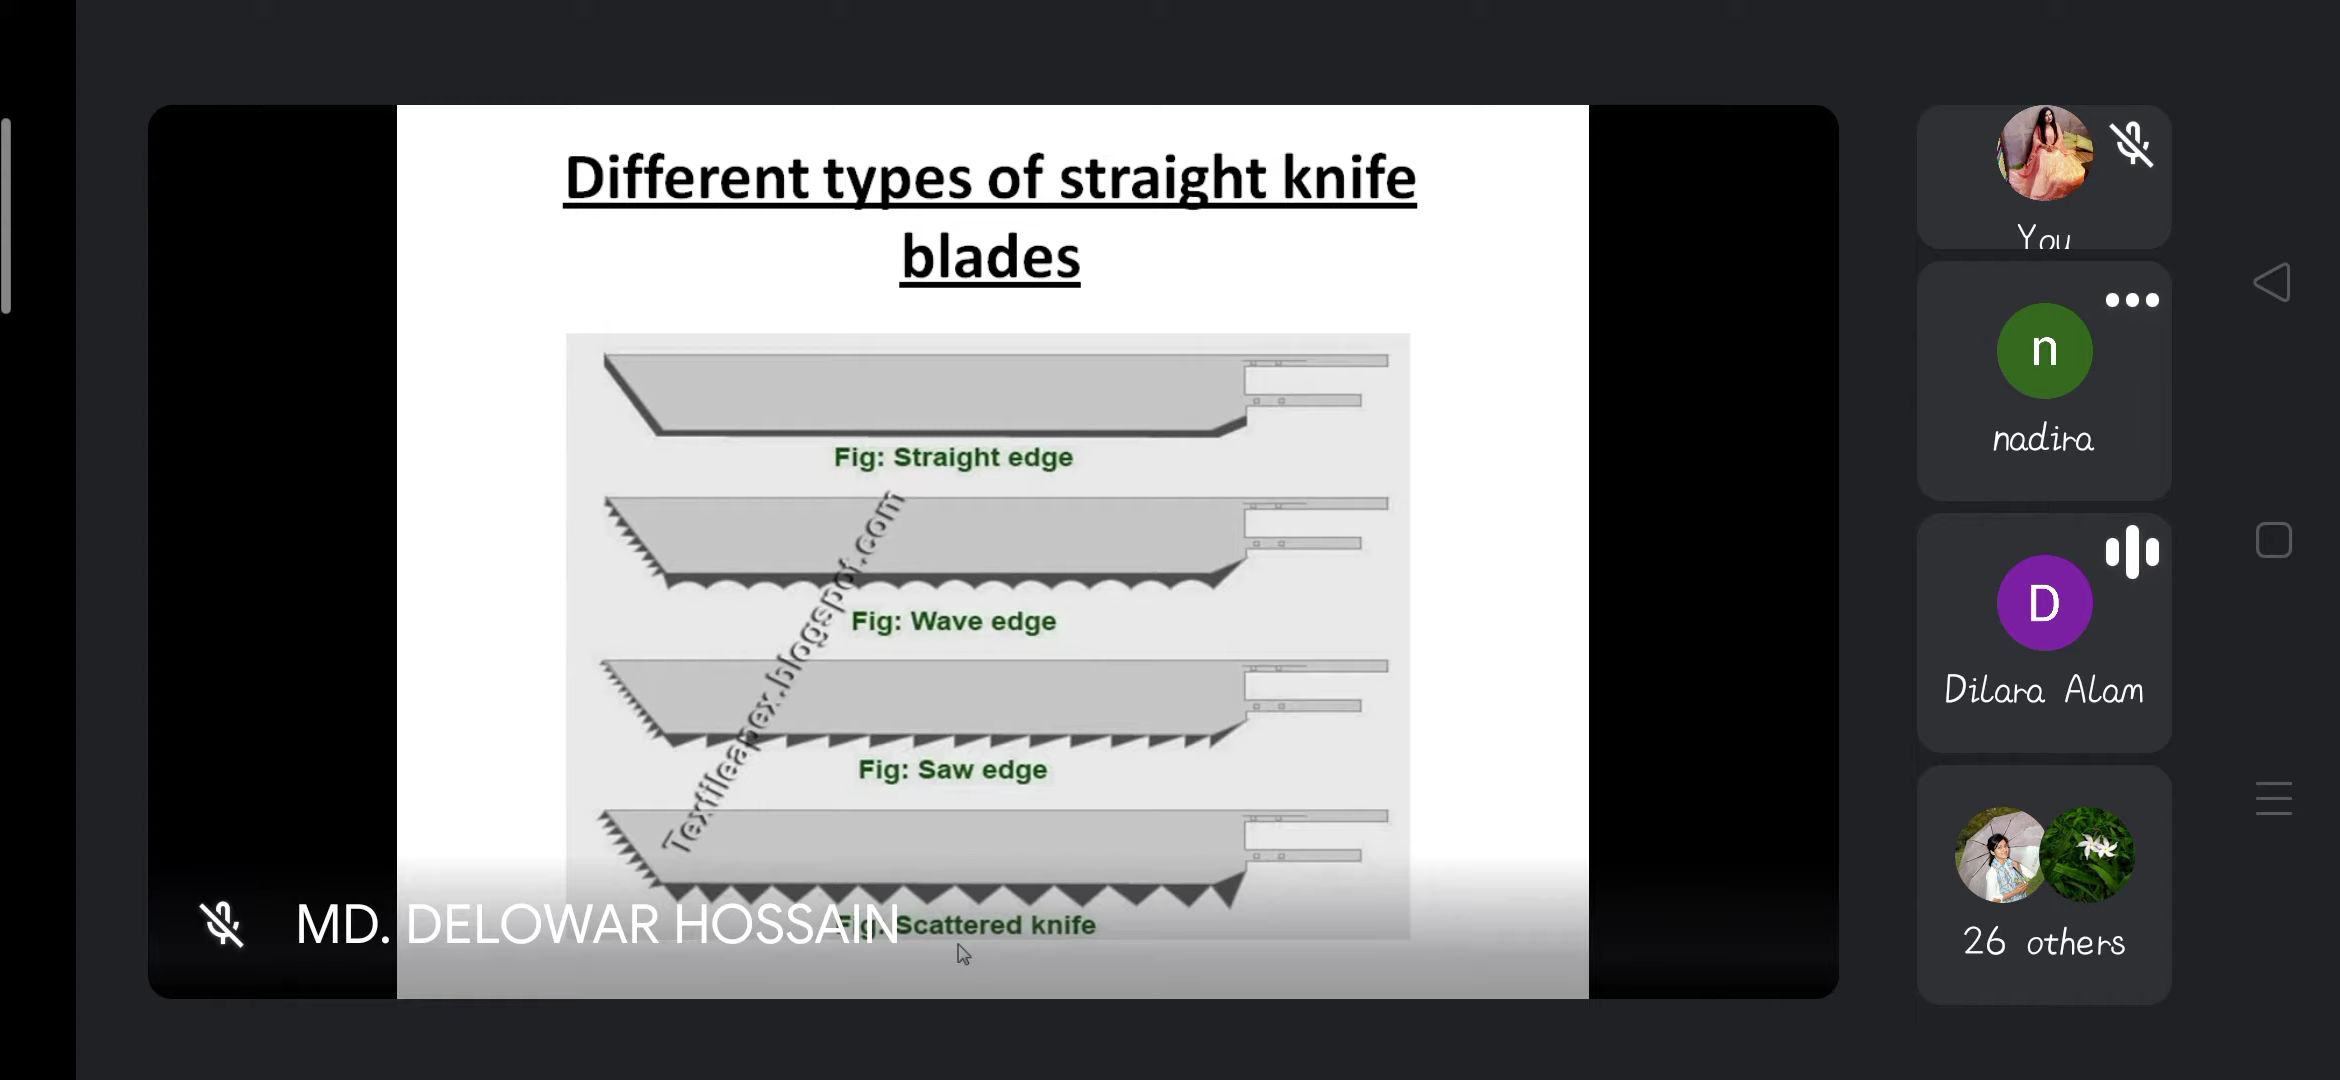 Different types of straight knife
blades
Fig: Straight edge
Fig: Wave edge
Fig: Saw edge
Fig: Scattered knife
Textileapex.blogspot.com
MD. DELOWAR HOSSAIN
You
n
nadira
D
Dilara Alam
26 others